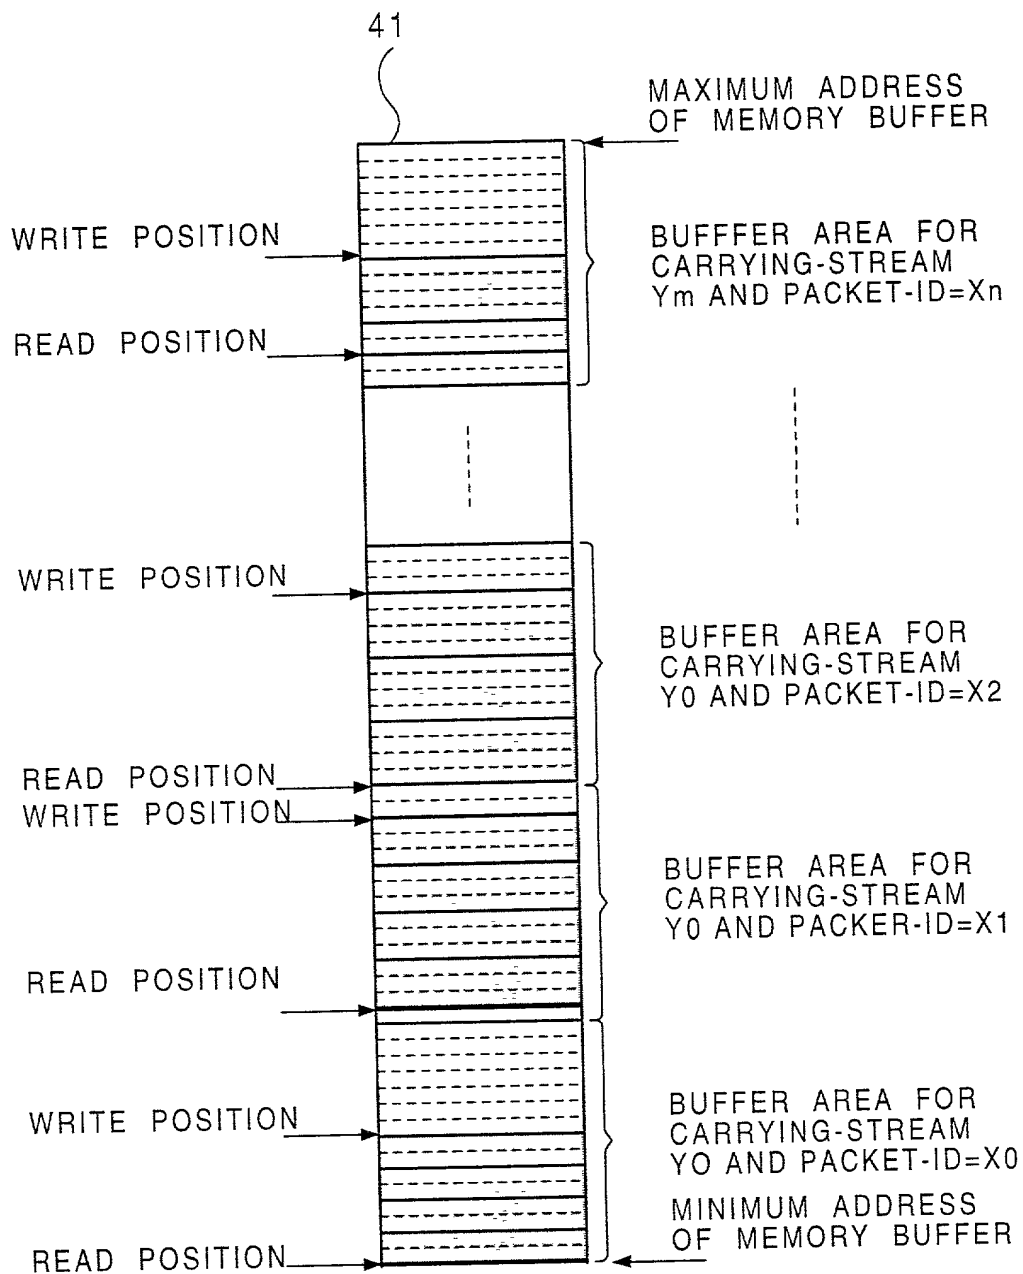 41
MAXIMUM ADDRESS
OF MEMORY BUFFER
WRITE POSITION
BUFFFER AREA FOR
CARRYING-STREAM
Ym AND PACKET-ID=Xn
READ POSITION
WRITE POSITION
BUFFER AREA FOR
CARRYING-STREAM
Y0 AND PACKET-ID=X2
READ POSITION
WRITE POSITION
BUFFER AREA FOR
CARRYING-STREAM
Y0 AND PACKER-ID=X1
READ POSITION
BUFFER AREA FOR
CARRYING-STREAM
YO AND PACKET-ID=X0
WRITE POSITION
MINIMUM ADDRESS
OF MEMORY BUFFER
READ POSITION